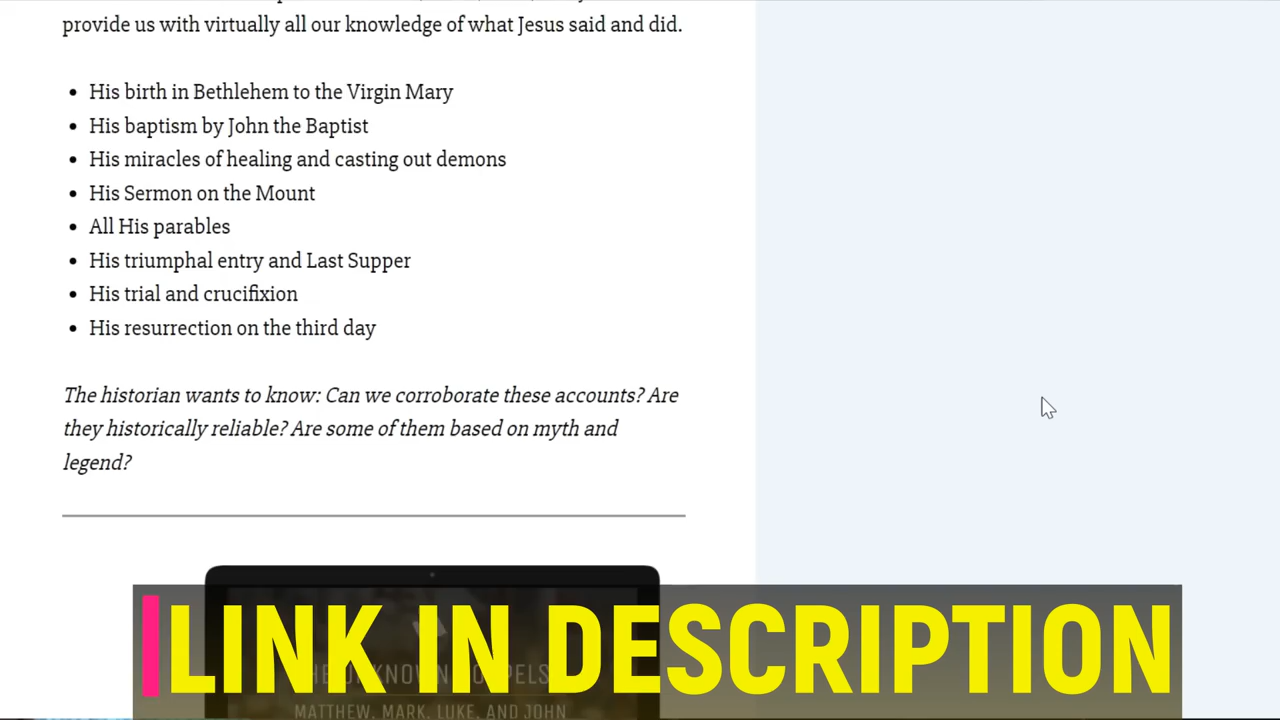 provide us with virtually all our knowledge of what Jesus said and did.
• His birth in Bethlehem to the Virgin Mary
• His baptism by John the Baptist
• His miracles of healing and casting out demons
• His Sermon on the Mount
• All His parables
• His triumphal entry and Last Supper
• His trial and crucifixion
• His resurrection on the third day
The historian wants to know: Can we corroborate these accounts? Are
they historically reliable? Are some of them based on myth and
legend?
LINK IN DESCRIPTION
MATTHEW, MARK, LUKE, AND JOHN